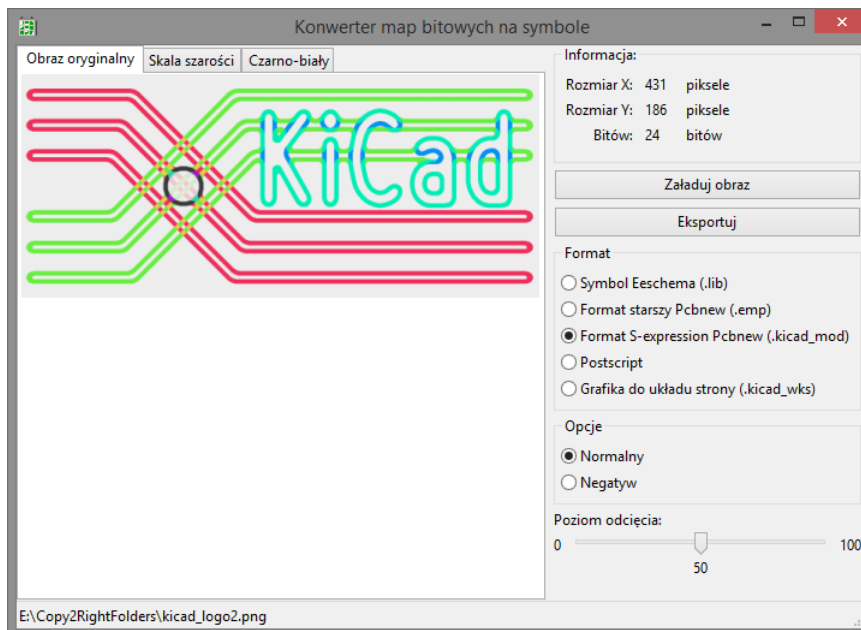 Konwerter map bitowych na symbole
Obraz oryginalny Skala szarości Czarno-biały
KiCad
Informacja:
Rozmiar X: 431 piksele
Rozmiar Y: 186 piksele
Bitów: 24 bitów
Załaduj obraz
Eksportuj
Format
Symbol Eeschema (.lib)
Format starszy Pcbnew (.emp)
Format S-expression Pcbnew (.kicad_mod)
Postscript
Grafika do układu strony (.kicad_wks)
Opcje
Normalny
Negatyw
Poziom odcięcia:
0 100
50
E:\Copy2RightFolders\kicad_logo2.png